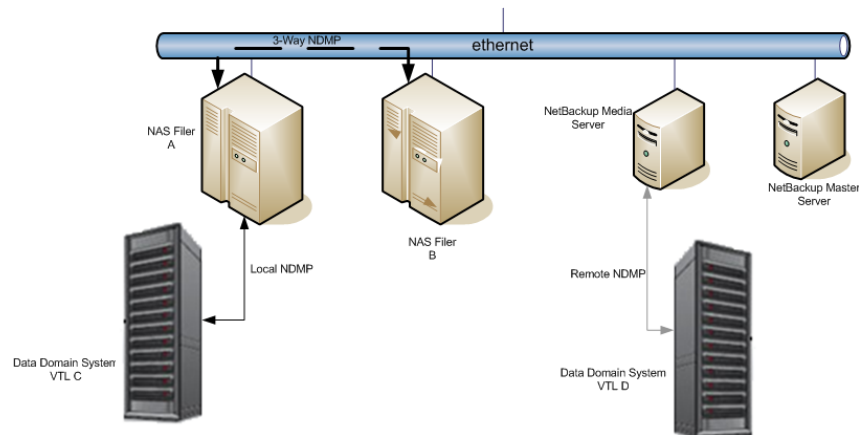 3-Way NDMP
ethernet
NAS Filer
A
NAS Filer
B
NetBackup Media
Server
NetBackup Master
Server
Local NDMP
Remote NDMP
Data Domain System
VTL C
Data Domain System
VTL D